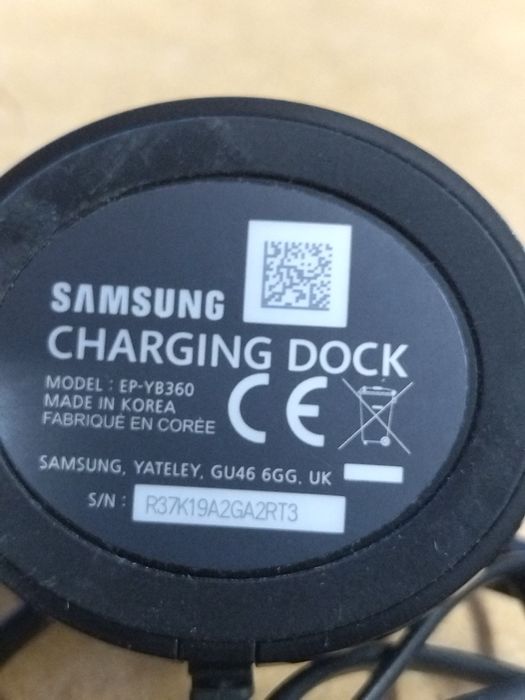 SAMSUNG
CHARGING DOCK
MODEL : EP-YB360
MADE IN KOREA
FABRIQUÉ EN CORÉE
CE
SAMSUNG, YATELEY, GU46 6GG, UK
S/N : R37K19A2GA2RT3